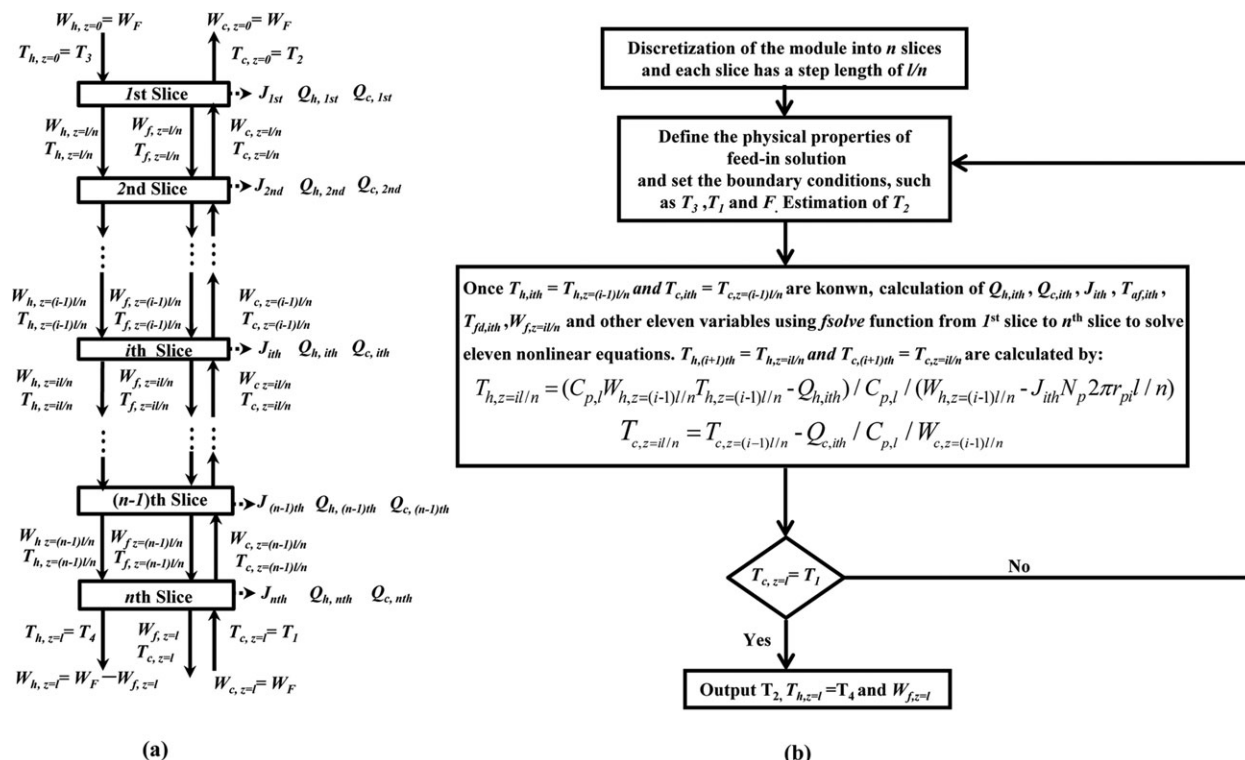 W_{h, z=0}= W_F W_{c, z=0}= W_F
T_{h, z=0}= T_3 T_{c, z=0}= T_2
1st Slice J_{1st} Q_{h, 1st} Q_{c, 1st}
W_{h, z=l/n} W_{f, z=l/n} W_{c, z=l/n}
T_{h, z=l/n} T_{f, z=l/n} T_{c, z=l/n}
2nd Slice J_{2nd} Q_{h, 2nd} Q_{c, 2nd}
W_{h, z=(i-1)l/n} W_{f, z=(i-1)l/n} W_{c, z=(i-1)l/n}
T_{h, z=(i-1)l/n} T_{f, z=(i-1)l/n} T_{c, z=(i-1)l/n}
ith Slice J_{ith} Q_{h, ith} Q_{c, ith}
W_{h, z=il/n} W_{f, z=il/n} W_{c z=il/n}
T_{h, z=il/n} T_{f, z=il/n} T_{c, z=il/n}
(n-1)th Slice J_{(n-1)th} Q_{h, (n-1)th} Q_{c, (n-1)th}
W_{h z=(n-1)l/n} W_{f z=(n-1)l/n} W_{c, z=(n-1)l/n}
T_{h, z=(n-1)l/n} T_{f, z=(n-1)l/n} T_{c, z=(n-1)l/n}
nth Slice J_{nth} Q_{h, nth} Q_{c, nth}
T_{h, z=l}= T_4 W_{f, z=l} T_{c, z=l}= T_1
T_{c, z=l}
W_{h, z=l}= W_F—W_{f, z=l} W_{c, z=l}= W_F
(a)
Discretization of the module into n slices
and each slice has a step length of l/n
Define the physical properties of
feed-in solution
and set the boundary conditions, such
as T_3 ,T_1 and F. Estimation of T_2
Once T_{h,ith} = T_{h,z=(i-1)l/n} and T_{c,ith} = T_{c,z=(i-1)l/n} are konwn, calculation of Q_{h,ith} , Q_{c,ith} , J_{ith} , T_{af,ith} ,
T_{fd,ith} ,W_{f,z=il/n} and other eleven variables using fsolve function from 1^{st} slice to n^{th} slice to solve
eleven nonlinear equations. T_{h,(i+1)th} = T_{h,z=il/n} and T_{c,(i+1)th} = T_{c,z=il/n} are calculated by:
T_{h,z=il/n} = (C_{p,l}W_{h,z=(i-1)l/n}T_{h,z=(i-1)l/n} - Q_{h,ith}) / C_{p,l} / (W_{h,z=(i-1)l/n} - J_{ith}N_p2πr_{pi}l / n)
T_{c,z=il/n} = T_{c,z=(i-1)l/n} - Q_{c,ith} / C_{p,l} / W_{c,z=(i-1)l/n}
T_{c, z=l}= T_1
No
Yes
Output T_2, T_{h,z=l} =T_4 and W_{f,z=l}
(b)